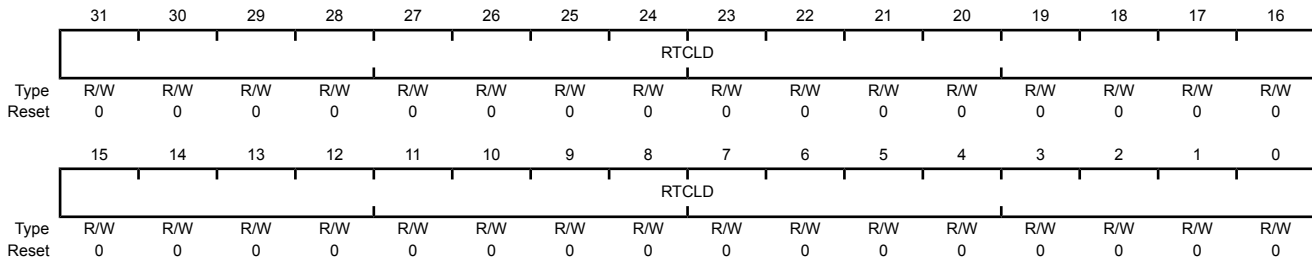 31 30 29 28 27 26 25 24 23 22 21 20 19 18 17 16
RTCLD
Type R/W R/W R/W R/W R/W R/W R/W R/W R/W R/W R/W R/W R/W R/W R/W R/W
Reset 0 0 0 0 0 0 0 0 0 0 0 0 0 0 0 0
15 14 13 12 11 10 9 8 7 6 5 4 3 2 1 0
RTCLD
Type R/W R/W R/W R/W R/W R/W R/W R/W R/W R/W R/W R/W R/W R/W R/W R/W
Reset 0 0 0 0 0 0 0 0 0 0 0 0 0 0 0 0